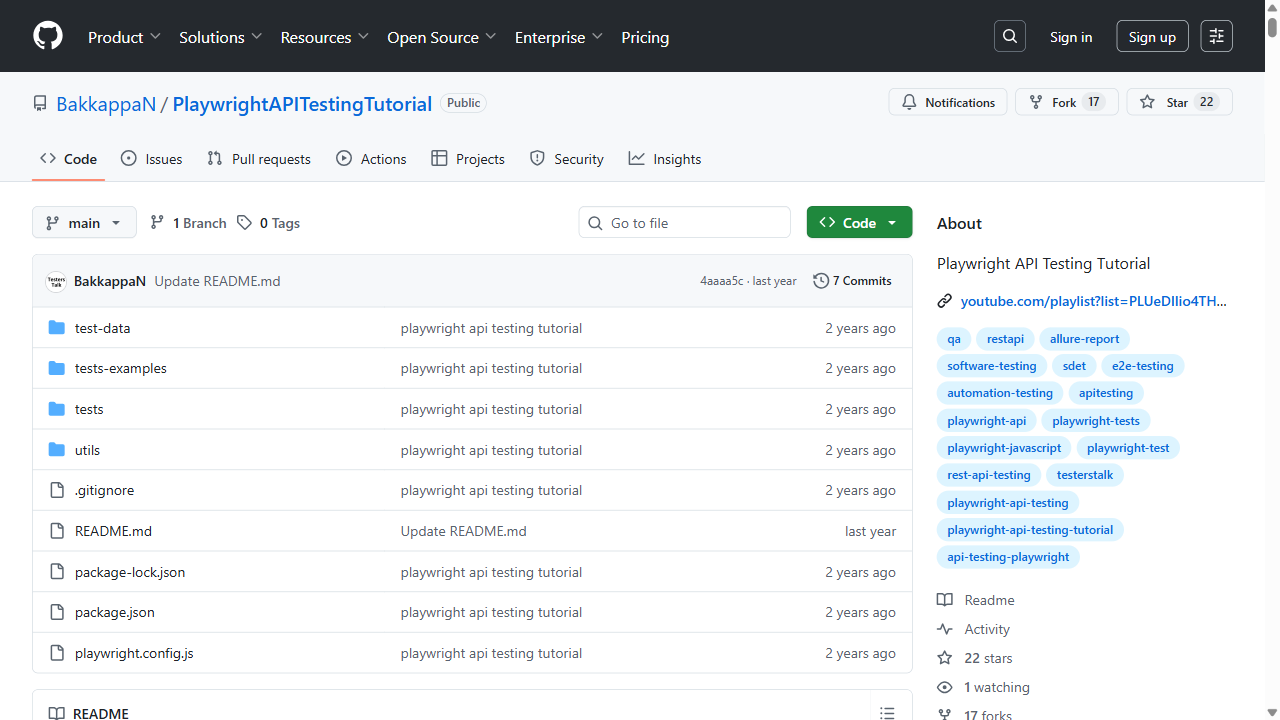 Product Solutions Resources Open Source Enterprise Pricing Sign in Sign up
BakkappaN / PlaywrightAPITestingTutorial Public Notifications Fork 17 Star 22
Code Issues Pull requests Actions Projects Security Insights
main 1 Branch 0 Tags Go to file Code
BakkappaN Update README.md 4aaaa5c · last year 7 Commits
test-data playwright api testing tutorial 2 years ago
tests-examples playwright api testing tutorial 2 years ago
tests playwright api testing tutorial 2 years ago
utils playwright api testing tutorial 2 years ago
.gitignore playwright api testing tutorial 2 years ago
README.md Update README.md last year
package-lock.json playwright api testing tutorial 2 years ago
package.json playwright api testing tutorial 2 years ago
playwright.config.js playwright api testing tutorial 2 years ago
README
About
Playwright API Testing Tutorial
youtube.com/playlist?list=PLUeDIlio4TH...
qa restapi allure-report
software-testing sdet e2e-testing
automation-testing apitesting
playwright-api playwright-tests
playwright-javascript playwright-test
rest-api-testing testerstalk
playwright-api-testing
playwright-api-testing-tutorial
api-testing-playwright
Readme
Activity
22 stars
1 watching
17 forks